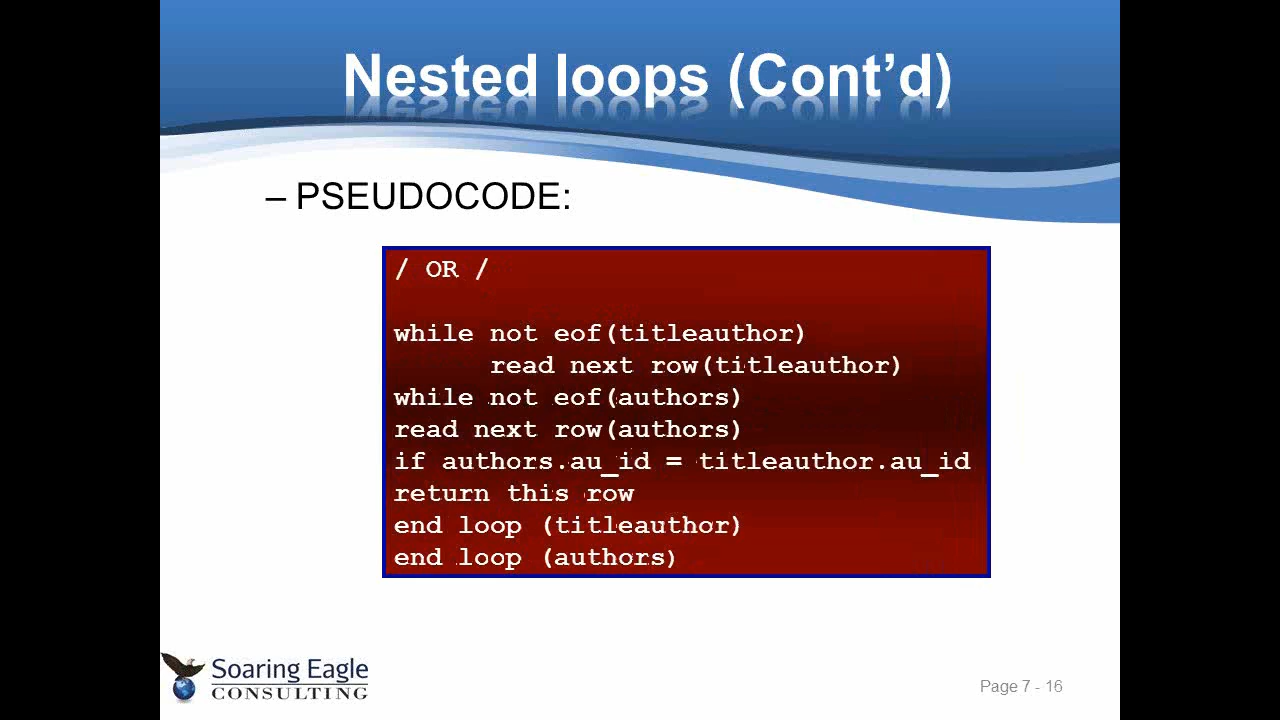 Nested loops (Cont’d)
– PSEUDOCODE:
/ OR /
while not eof(titleauthor)
read next row(titleauthor)
while not eof(authors)
read next row(authors)
if authors.au_id = titleauthor.au_id
return this row
end loop (titleauthor)
end loop (authors)
Soaring Eagle
CONSULTING
Page 7 - 16